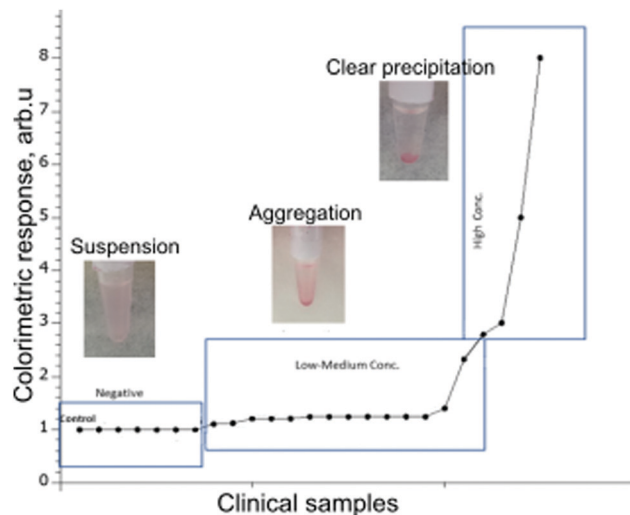 Colorimetric response, arb.u
8
7
6
5
4
3
2
1
0
Clear precipitation
High Conc.
Aggregation
Suspension
Low-Medium Conc.
Negative
Control
Clinical samples